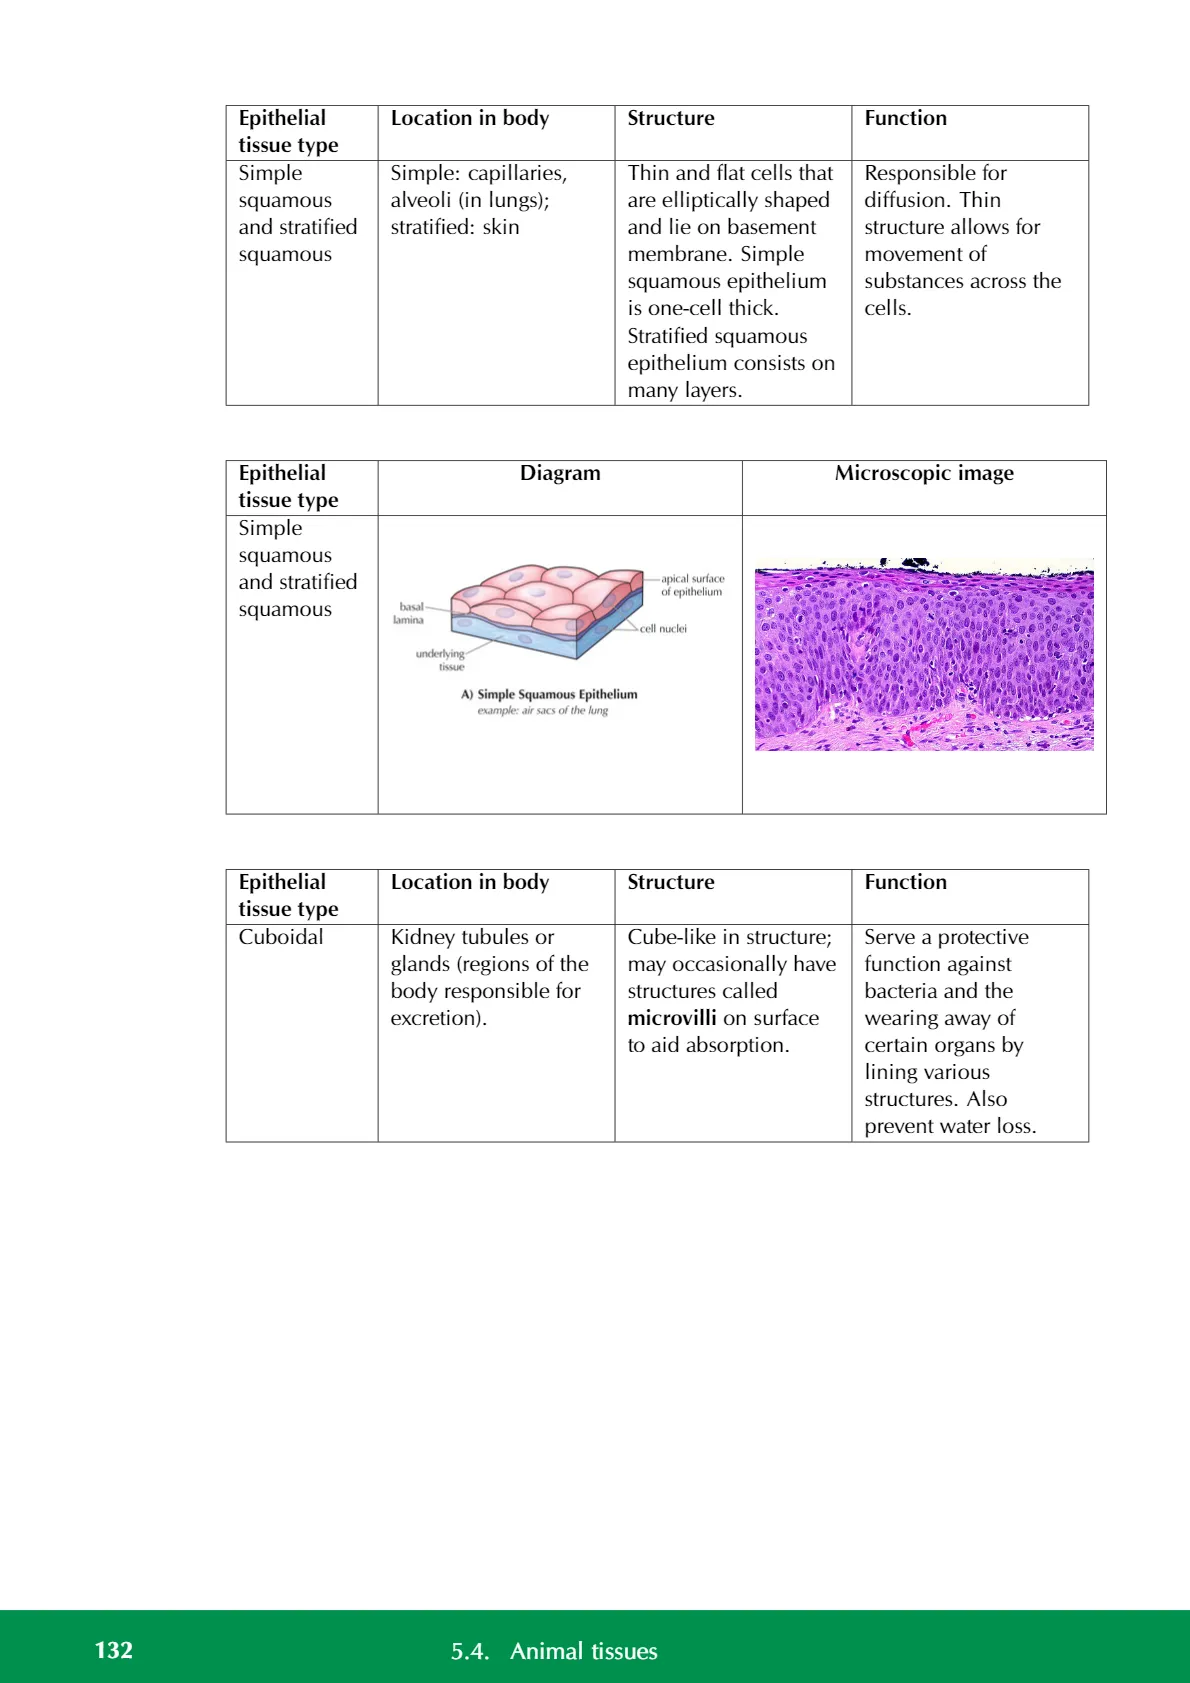 Epithelial
tissue type
Location in body
Structure
Function
Simple
squamous
and stratified
squamous
Simple: capillaries,
alveoli (in lungs);
stratified: skin
Thin and flat cells that
are elliptically shaped
and lie on basement
membrane. Simple
squamous epithelium
is one-cell thick.
Stratified squamous
epithelium consists on
many layers.
Responsible for
diffusion. Thin
structure allows for
movement of
substances across the
cells.
Epithelial
tissue type
Diagram
Microscopic image
Simple
squamous
and stratified
squamous
apical surface
of epithelium
basal
lamina
cell nuclei
underlying
tissue
A) Simple Squamous Epithelium
example: air sacs of the lung
Epithelial
tissue type
Location in body
Structure
Function
Cuboidal
Kidney tubules or
glands (regions of the
body responsible for
excretion).
Cube-like in structure;
may occasionally have
structures called
microvilli on surface
to aid absorption.
Serve a protective
function against
bacteria and the
wearing away of
certain organs by
lining various
structures. Also
prevent water loss.
132
5.4. Animal tissues